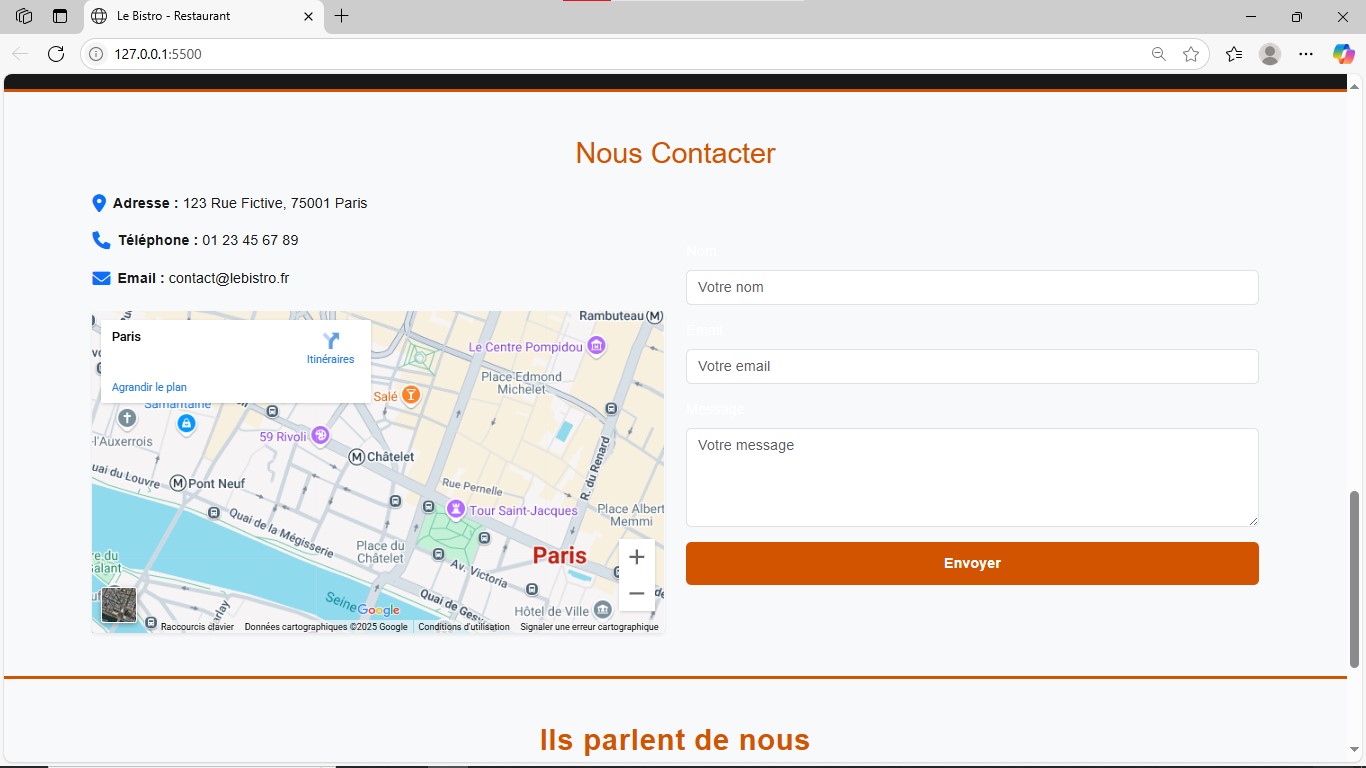 Le Bistro - Restaurant
127.0.0.1:5500
Nous Contacter
Adresse : 123 Rue Fictive, 75001 Paris
Téléphone : 01 23 45 67 89
Email : contact@lebistro.fr
Paris
Itinéraires
Agrandir le plan
Rambuteau
Le Centre Pompidou
Place Edmond
Michelet
Salé
Samaritaine
l'Auxerrois
59 Rivoli
Châtelet
R. du Renard
uai du Louvre
Pont Neuf
Rue Pernelle
Tour Saint-Jacques
Place Albert
Memmi
Quai de la Mégisserie
Place du
Châtelet
Paris
Av. Victoria
Quai de Ges
Seine
Google
Hôtel de Ville
Raccourcis clavier
Données cartographiques ©2025 Google
Conditions d'utilisation
Signaler une erreur cartographique
Nom
Votre nom
Email
Votre email
Message
Votre message
Envoyer
Ils parlent de nous